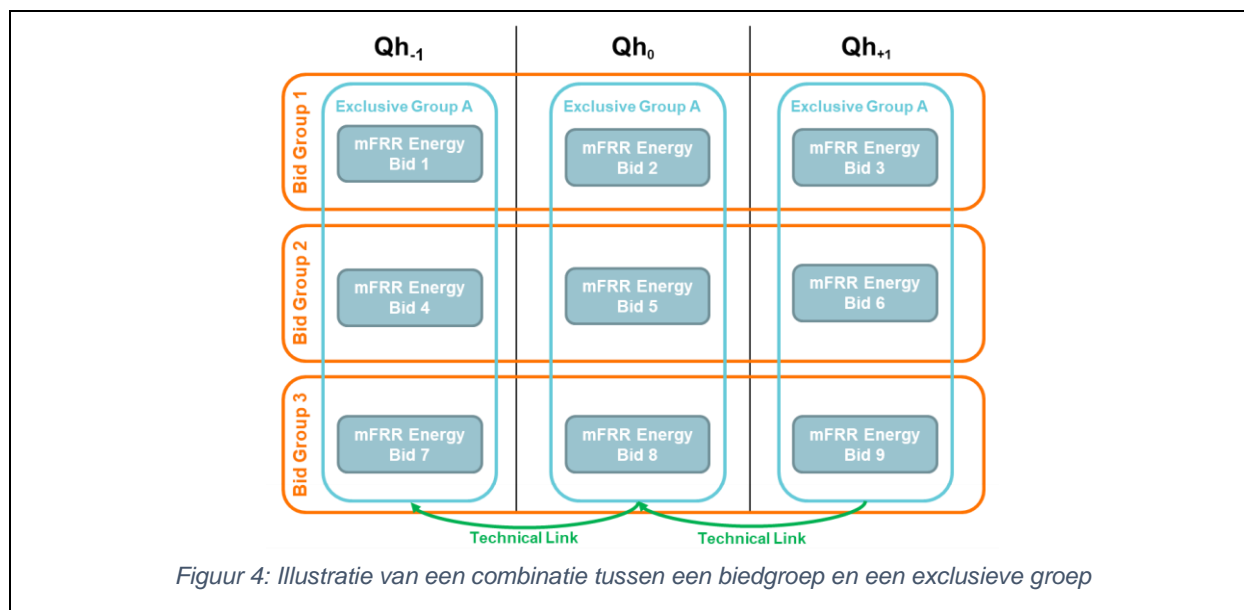 Qh-1 Qh0 Qh+1
Bid Group 1
Exclusive Group A Exclusive Group A Exclusive Group A
mFRR Energy mFRR Energy mFRR Energy
Bid 1 Bid 2 Bid 3
Bid Group 2
mFRR Energy mFRR Energy mFRR Energy
Bid 4 Bid 5 Bid 6
Bid Group 3
mFRR Energy mFRR Energy mFRR Energy
Bid 7 Bid 8 Bid 9
Technical Link Technical Link
Figuur 4: Illustratie van een combinatie tussen een biedgroep en een exclusieve groep